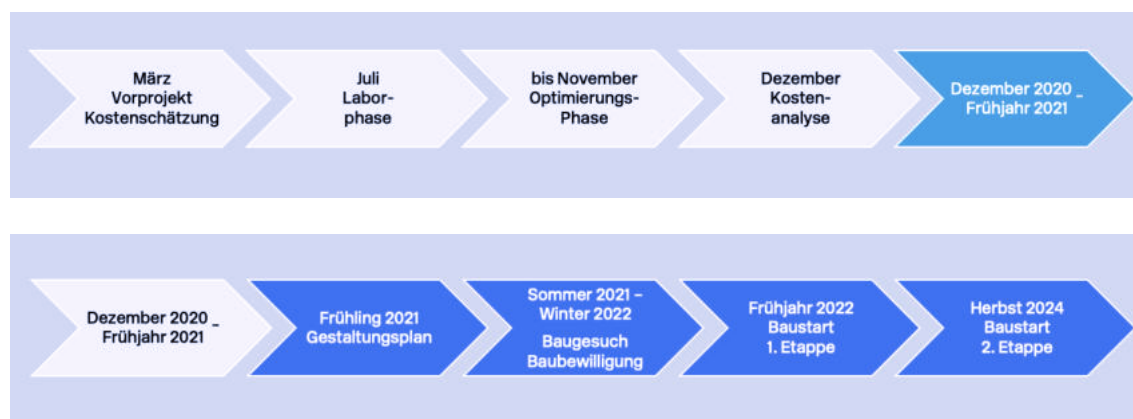 März
Vorprojekt
Kostenschätzung
Juli
Labor-
phase
bis November
Optimierungs-
Phase
Dezember
Kosten-
analyse
Dezember 2020 _
Frühjahr 2021
Dezember 2020 _
Frühjahr 2021
Frühling 2021
Gestaltungsplan
Sommer 2021 –
Winter 2022
Baugesuch
Baubewilligung
Frühjahr 2022
Baustart
1. Etappe
Herbst 2024
Baustart
2. Etappe